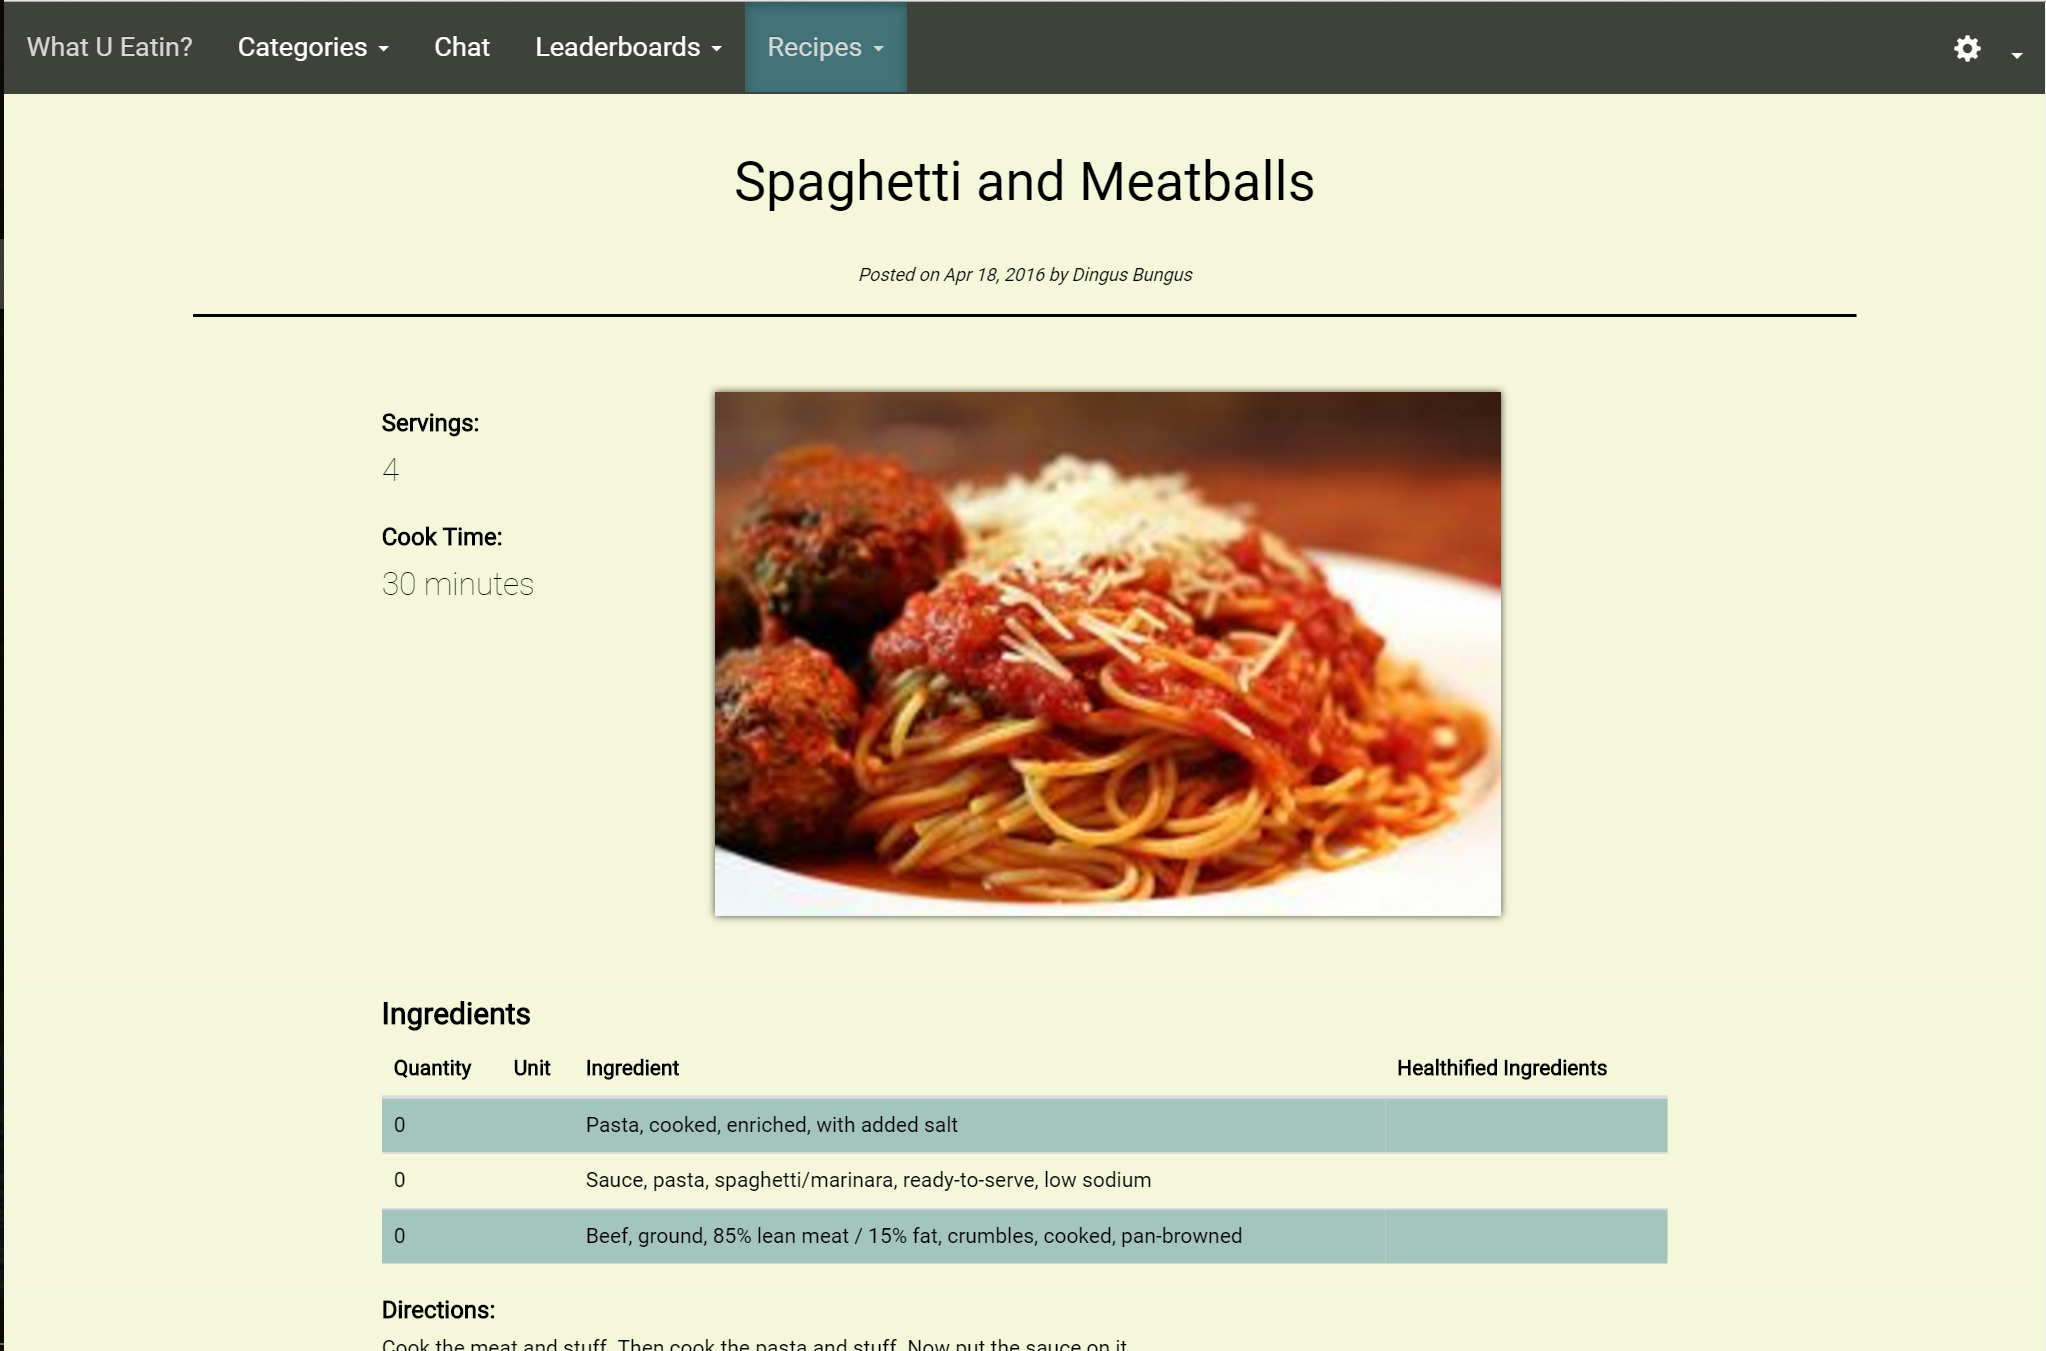 What U Eatin? Categories Chat Leaderboards Recipes
Spaghetti and Meatballs
Posted on Apr 18, 2016 by Dingus Bungus
Servings:
4
Cook Time:
30 minutes
Ingredients
Quantity Unit Ingredient Healthified Ingredients
0 Pasta, cooked, enriched, with added salt
0 Sauce, pasta, spaghetti/marinara, ready-to-serve, low sodium
0 Beef, ground, 85% lean meat / 15% fat, crumbles, cooked, pan-browned
Directions:
Cook the meat and stuff. Then cook the pasta and stuff. Now put the sauce on it